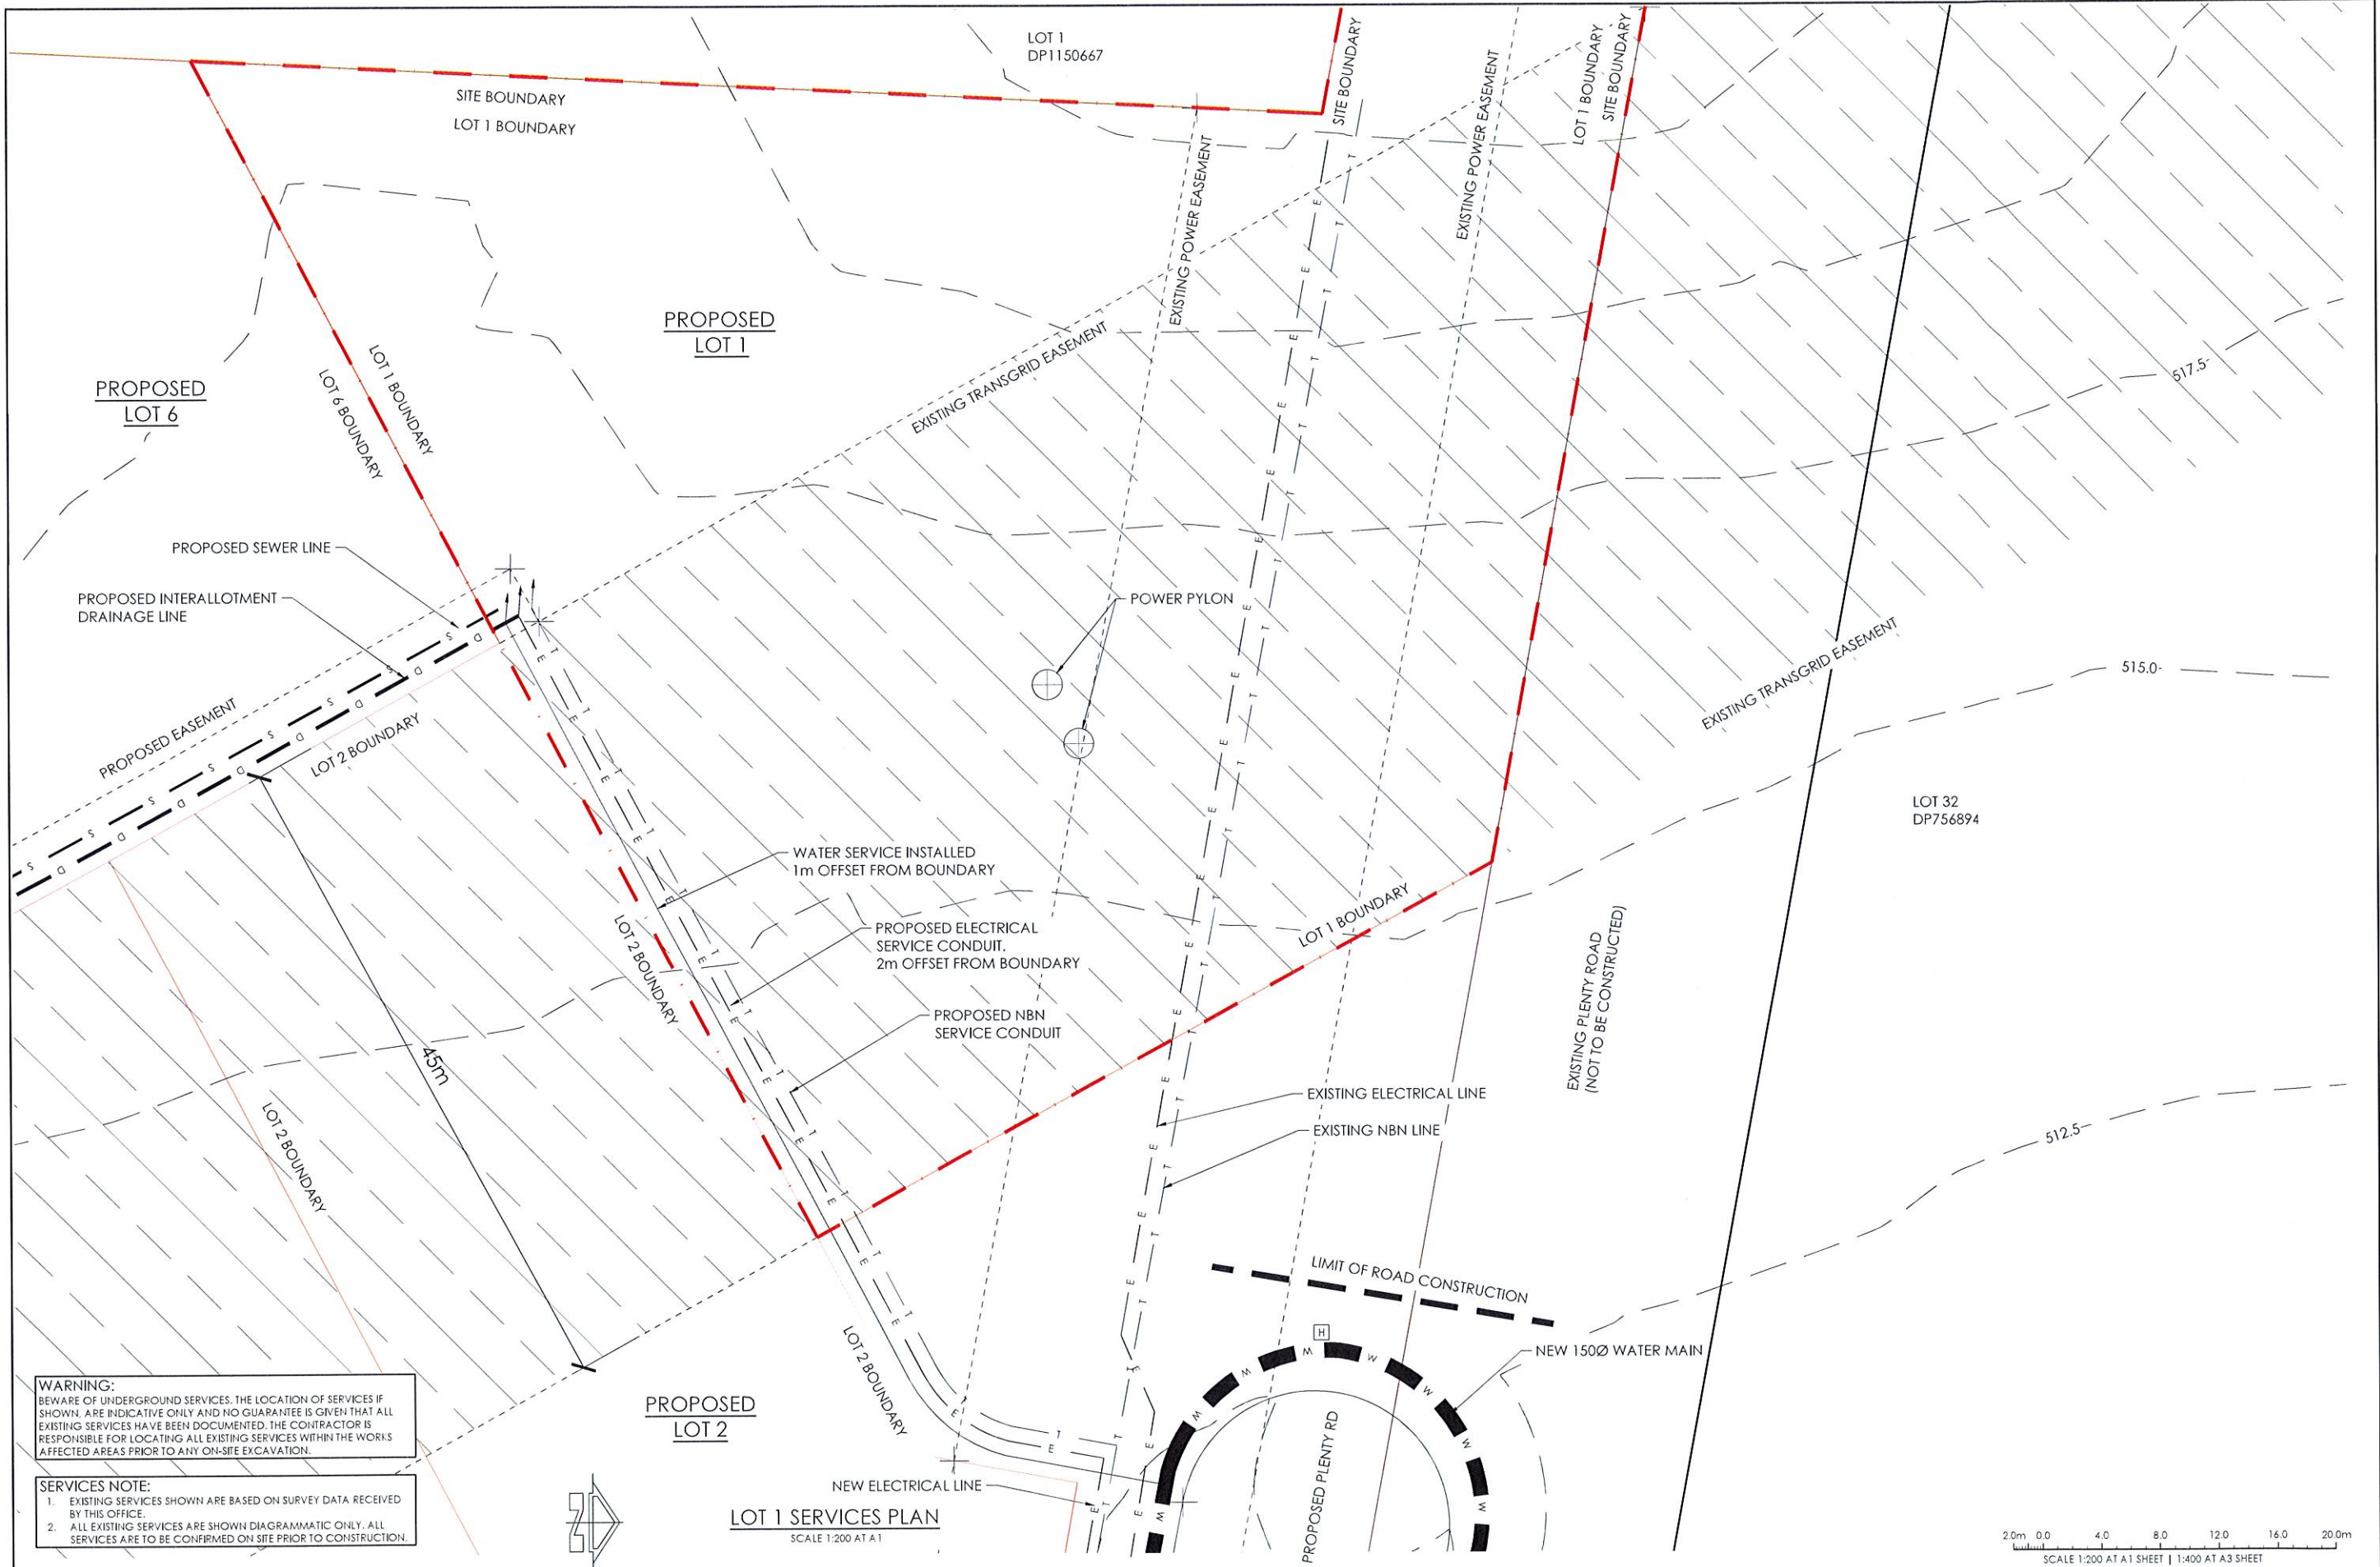 LOT 1
DP1150667
SITE BOUNDARY
LOT 1 BOUNDARY
SITE BOUNDARY
EXISTING POWER EASEMENT
EXISTING POWER EASEMENT
LOT 1 BOUNDARY
SITE BOUNDARY
PROPOSED
LOT 1
EXISTING TRANSGRID EASEMENT
PROPOSED
LOT 6
LOT 1 BOUNDARY
LOT 6 BOUNDARY
517.5
PROPOSED SEWER LINE
PROPOSED INTERALLOTMENT
DRAINAGE LINE
POWER PYLON
EXISTING TRANSGRID EASEMENT
515.0
PROPOSED EASEMENT
LOT 2 BOUNDARY
LOT 32
DP756894
WATER SERVICE INSTALLED
1m OFFSET FROM BOUNDARY
PROPOSED ELECTRICAL
SERVICE CONDUIT.
2m OFFSET FROM BOUNDARY
LOT 2 BOUNDARY
LOT 1 BOUNDARY
PROPOSED NBN
SERVICE CONDUIT
EXISTING PLENTY ROAD
(NOT TO BE CONSTRUCTED)
45m
EXISTING ELECTRICAL LINE
EXISTING NBN LINE
LOT 2 BOUNDARY
512.5
LIMIT OF ROAD CONSTRUCTION
H
NEW 150Ø WATER MAIN
LOT 2 BOUNDARY
PROPOSED
LOT 2
PROPOSED PLENTY RD
NEW ELECTRICAL LINE
WARNING:
BEWARE OF UNDERGROUND SERVICES. THE LOCATION OF SERVICES IF
SHOWN, ARE INDICATIVE ONLY AND NO GUARANTEE IS GIVEN THAT ALL
EXISTING SERVICES HAVE BEEN DOCUMENTED. THE CONTRACTOR IS
RESPONSIBLE FOR LOCATING ALL EXISTING SERVICES WITHIN THE WORKS
AFFECTED AREAS PRIOR TO ANY ON-SITE EXCAVATION.
SERVICES NOTE:
1. EXISTING SERVICES SHOWN ARE BASED ON SURVEY DATA RECEIVED
BY THIS OFFICE.
2. ALL EXISTING SERVICES ARE SHOWN DIAGRAMMATIC ONLY. ALL
SERVICES ARE TO BE CONFIRMED ON SITE PRIOR TO CONSTRUCTION.
LOT 1 SERVICES PLAN
SCALE 1:200 AT A1
2.0m 0.0 4.0 8.0 12.0 16.0 20.0m
SCALE 1:200 AT A1 SHEET | 1:400 AT A3 SHEET